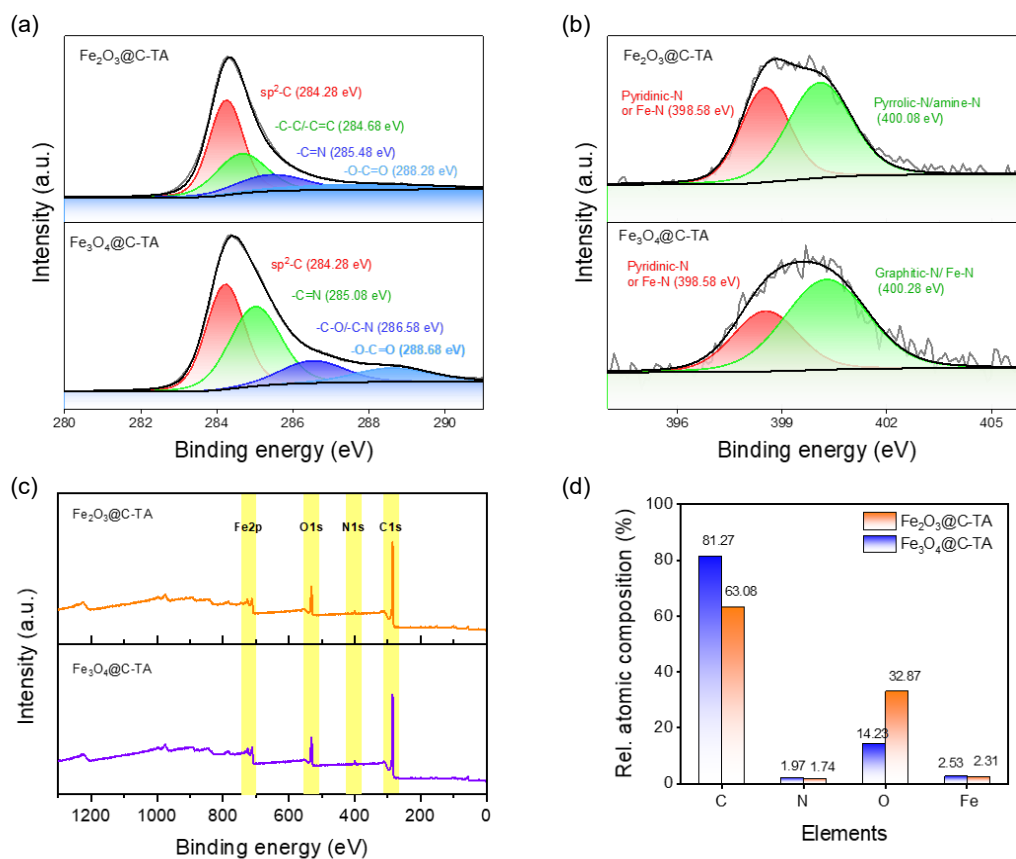 (a)
Fe₂O₃@C-TA
sp²-C (284.28 eV)
-C-C/-C=C (284.68 eV)
-C=N (285.48 eV)
-O-C=O (288.28 eV)
Fe₃O₄@C-TA
sp²-C (284.28 eV)
-C=N (285.08 eV)
-C-O/-C-N (286.58 eV)
-O-C=O (288.68 eV)
Intensity (a.u.)
280 282 284 286 288 290
Binding energy (eV)
(b)
Fe₂O₃@C-TA
Pyridinic-N
or Fe-N (398.58 eV)
Pyrrolic-N/amine-N
(400.08 eV)
Fe₃O₄@C-TA
Pyridinic-N
or Fe-N (398.58 eV)
Graphitic-N/ Fe-N
(400.28 eV)
Intensity (a.u.)
396 399 402 405
Binding energy (eV)
(c)
Fe₂O₃@C-TA
Fe2p O1s N1s C1s
Fe₃O₄@C-TA
Intensity (a.u.)
1200 1000 800 600 400 200 0
Binding energy (eV)
(d)
Rel. atomic composition (%)
100
80
60
40
20
0
Fe₂O₃@C-TA
Fe₃O₄@C-TA
81.27
63.08
1.97 1.74
14.23
32.87
2.53 2.31
C N O Fe
Elements